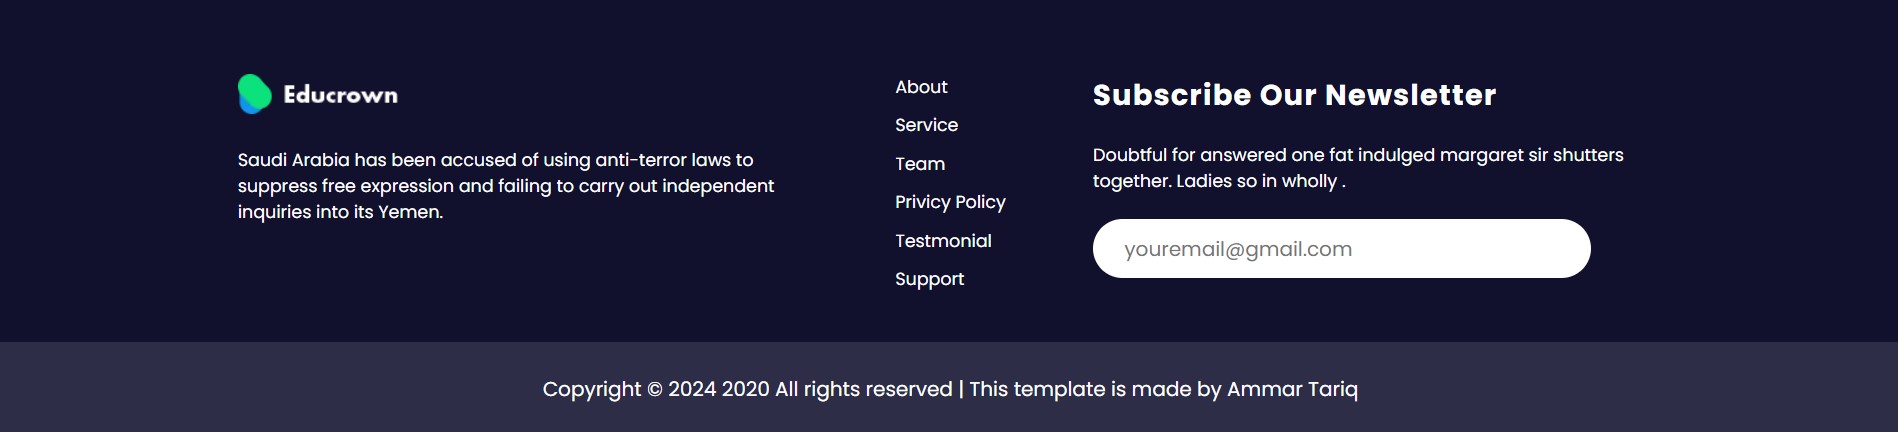 Educrown
Saudi Arabia has been accused of using anti-terror laws to
suppress free expression and failing to carry out independent
inquiries into its Yemen.
About
Service
Team
Privicy Policy
Testmonial
Support
Subscribe Our Newsletter
Doubtful for answered one fat indulged margaret sir shutters
together. Ladies so in wholly .
youremail@gmail.com
Copyright © 2024 2020 All rights reserved | This template is made by Ammar Tariq